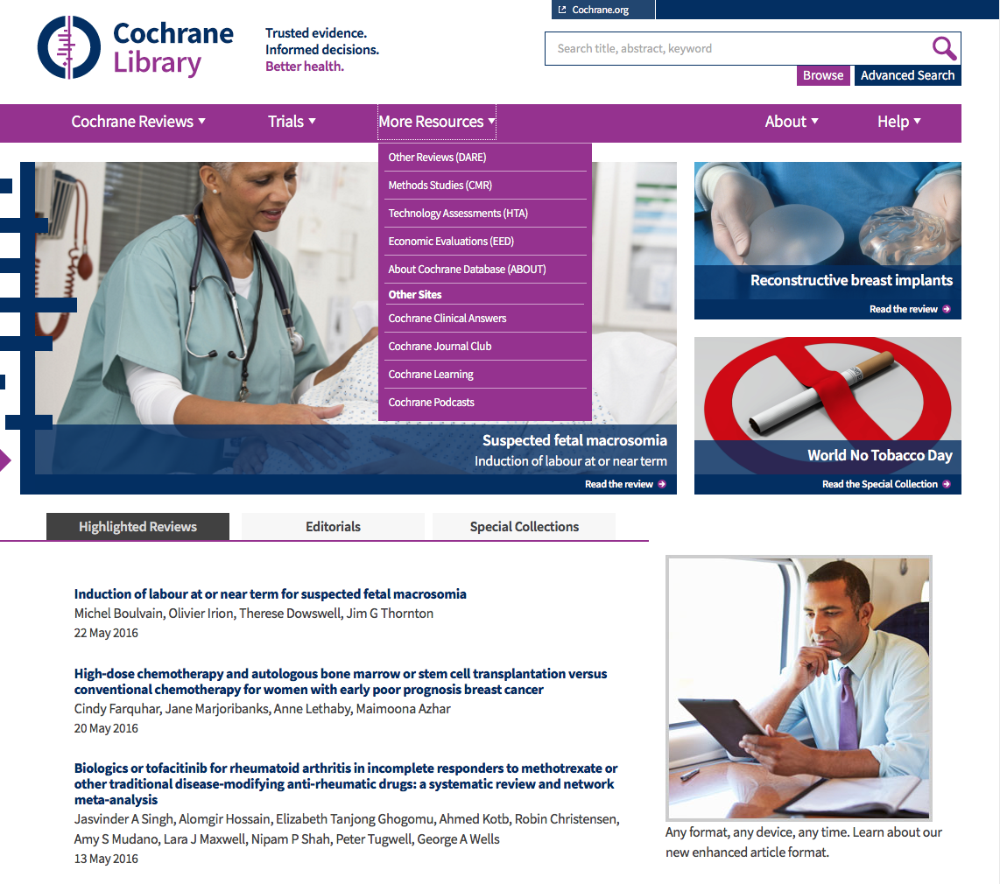 Cochrane.org
Cochrane
Library
Trusted evidence.
Informed decisions.
Better health.
Search title, abstract, keyword
Browse
Advanced Search
Cochrane Reviews
Trials
More Resources
About
Help
Other Reviews (DARE)
Methods Studies (CMR)
Technology Assessments (HTA)
Economic Evaluations (EED)
About Cochrane Database (ABOUT)
Other Sites
Cochrane Clinical Answers
Cochrane Journal Club
Cochrane Learning
Cochrane Podcasts
Suspected fetal macrosomia
Induction of labour at or near term
Read the review
Reconstructive breast implants
Read the review
World No Tobacco Day
Read the Special Collection
Highlighted Reviews
Editorials
Special Collections
Induction of labour at or near term for suspected fetal macrosomia
Michel Boulvain, Olivier Irion, Therese Dowswell, Jim G Thornton
22 May 2016
High-dose chemotherapy and autologous bone marrow or stem cell transplantation versus
conventional chemotherapy for women with early poor prognosis breast cancer
Cindy Farquhar, Jane Marjoribanks, Anne Lethaby, Maimoona Azhar
20 May 2016
Biologics or tofacitinib for rheumatoid arthritis in incomplete responders to methotrexate or
other traditional disease-modifying anti-rheumatic drugs: a systematic review and network
meta-analysis
Jasvinder A Singh, Alomgir Hossain, Elizabeth Tanjong Ghogomu, Ahmed Kotb, Robin Christensen,
Amy S Mudano, Lara J Maxwell, Nipam P Shah, Peter Tugwell, George A Wells
13 May 2016
Any format, any device, any time. Learn about our
new enhanced article format.